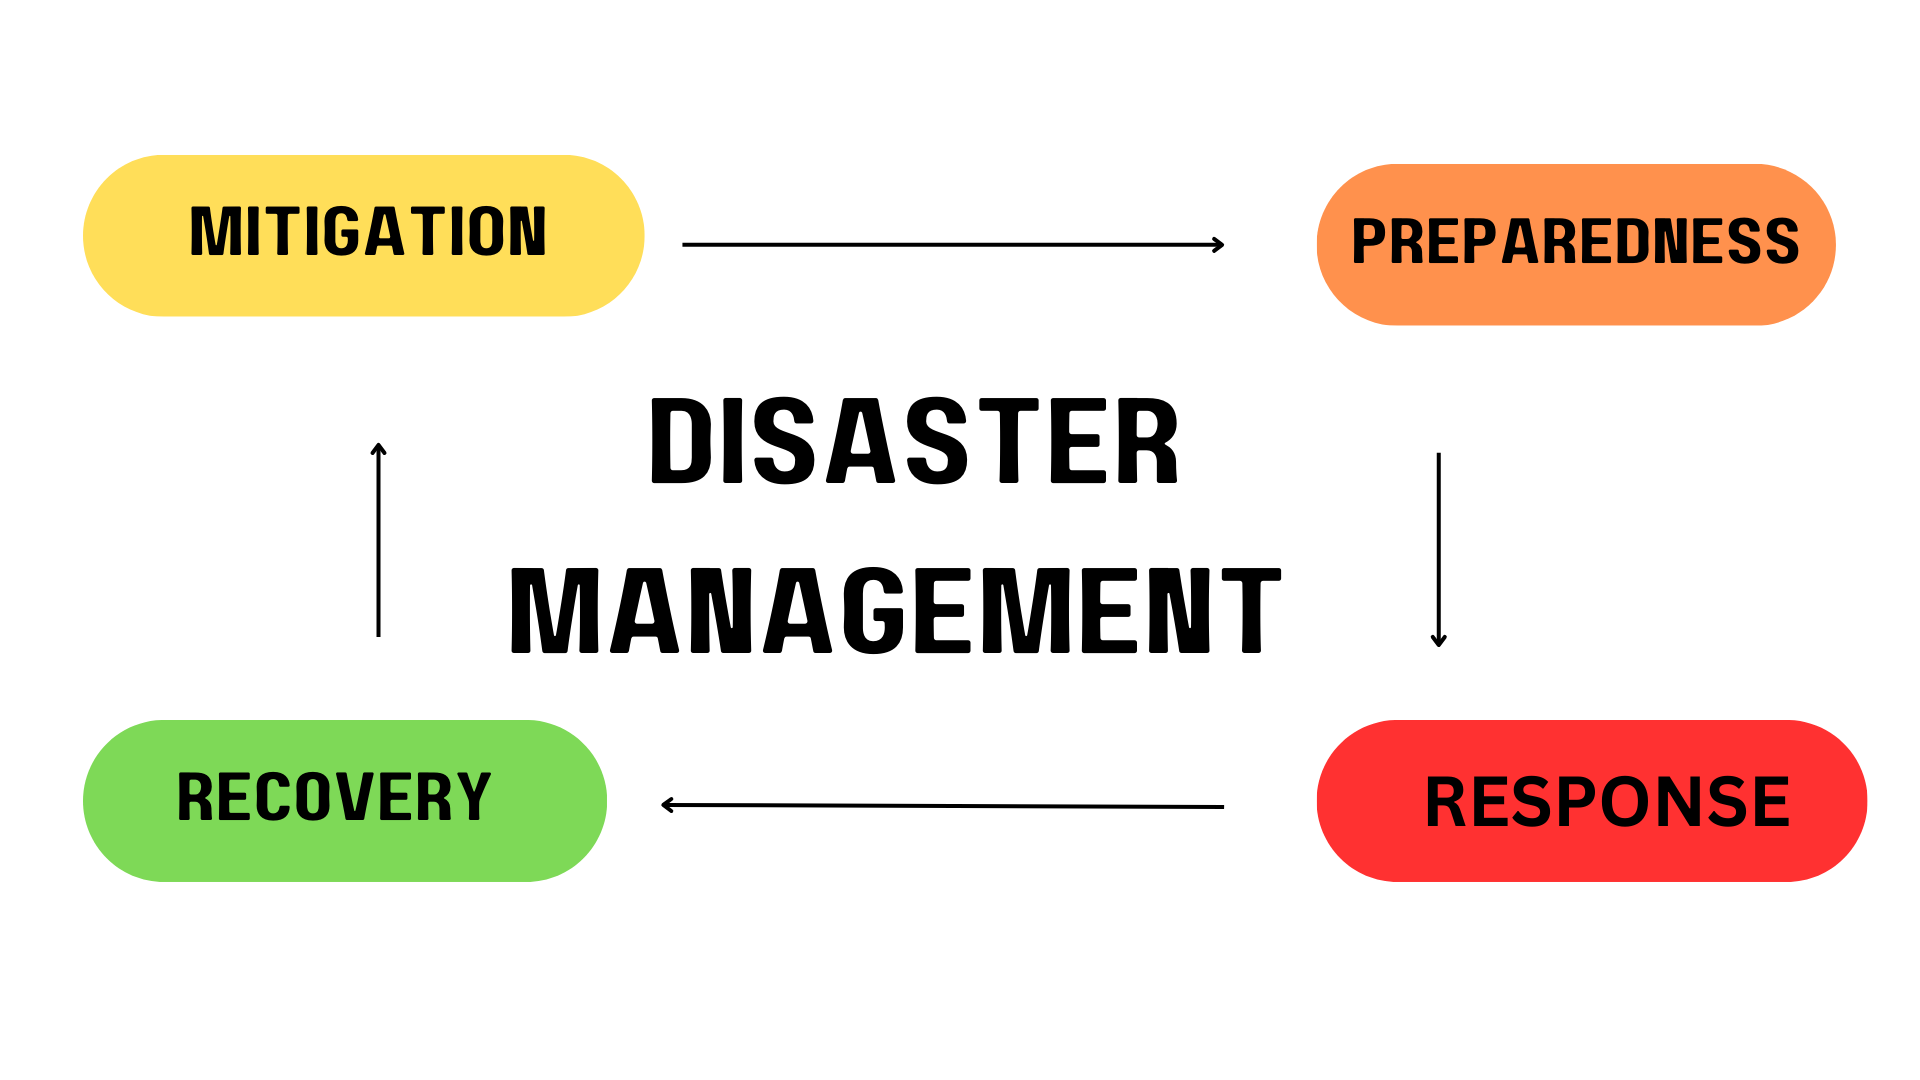 MITIGATION
PREPAREDNESS
DISASTER
MANAGEMENT
RECOVERY
RESPONSE